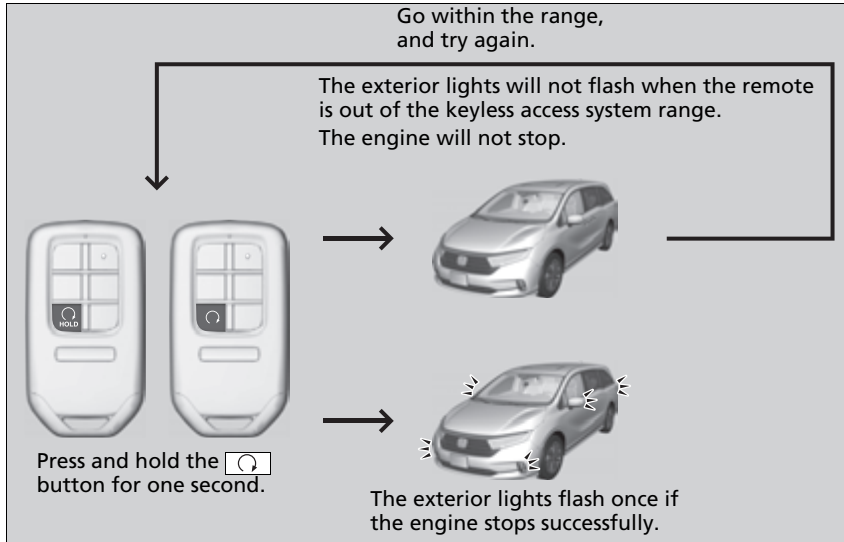 Go within the range,
and try again.
The exterior lights will not flash when the remote
is out of the keyless access system range.
The engine will not stop.
HOLD
Press and hold the
button for one second.
The exterior lights flash once if
the engine stops successfully.